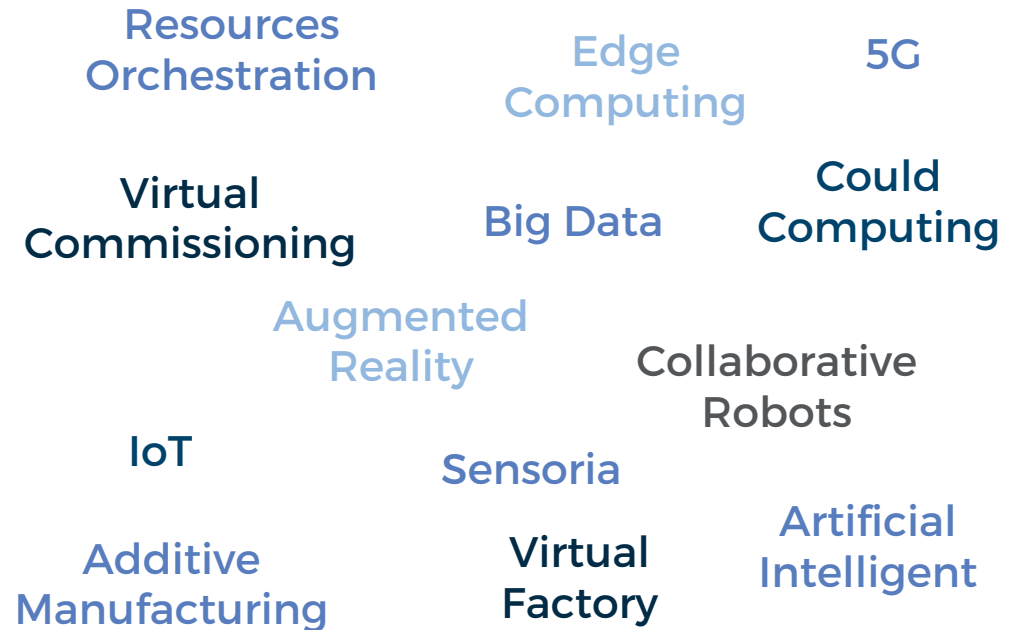 Resources
Orchestration
Edge
Computing
5G
Virtual
Commissioning
Big Data
Could
Computing
Augmented
Reality
Collaborative
Robots
IoT
Sensoria
Artificial
Intelligent
Additive
Manufacturing
Virtual
Factory